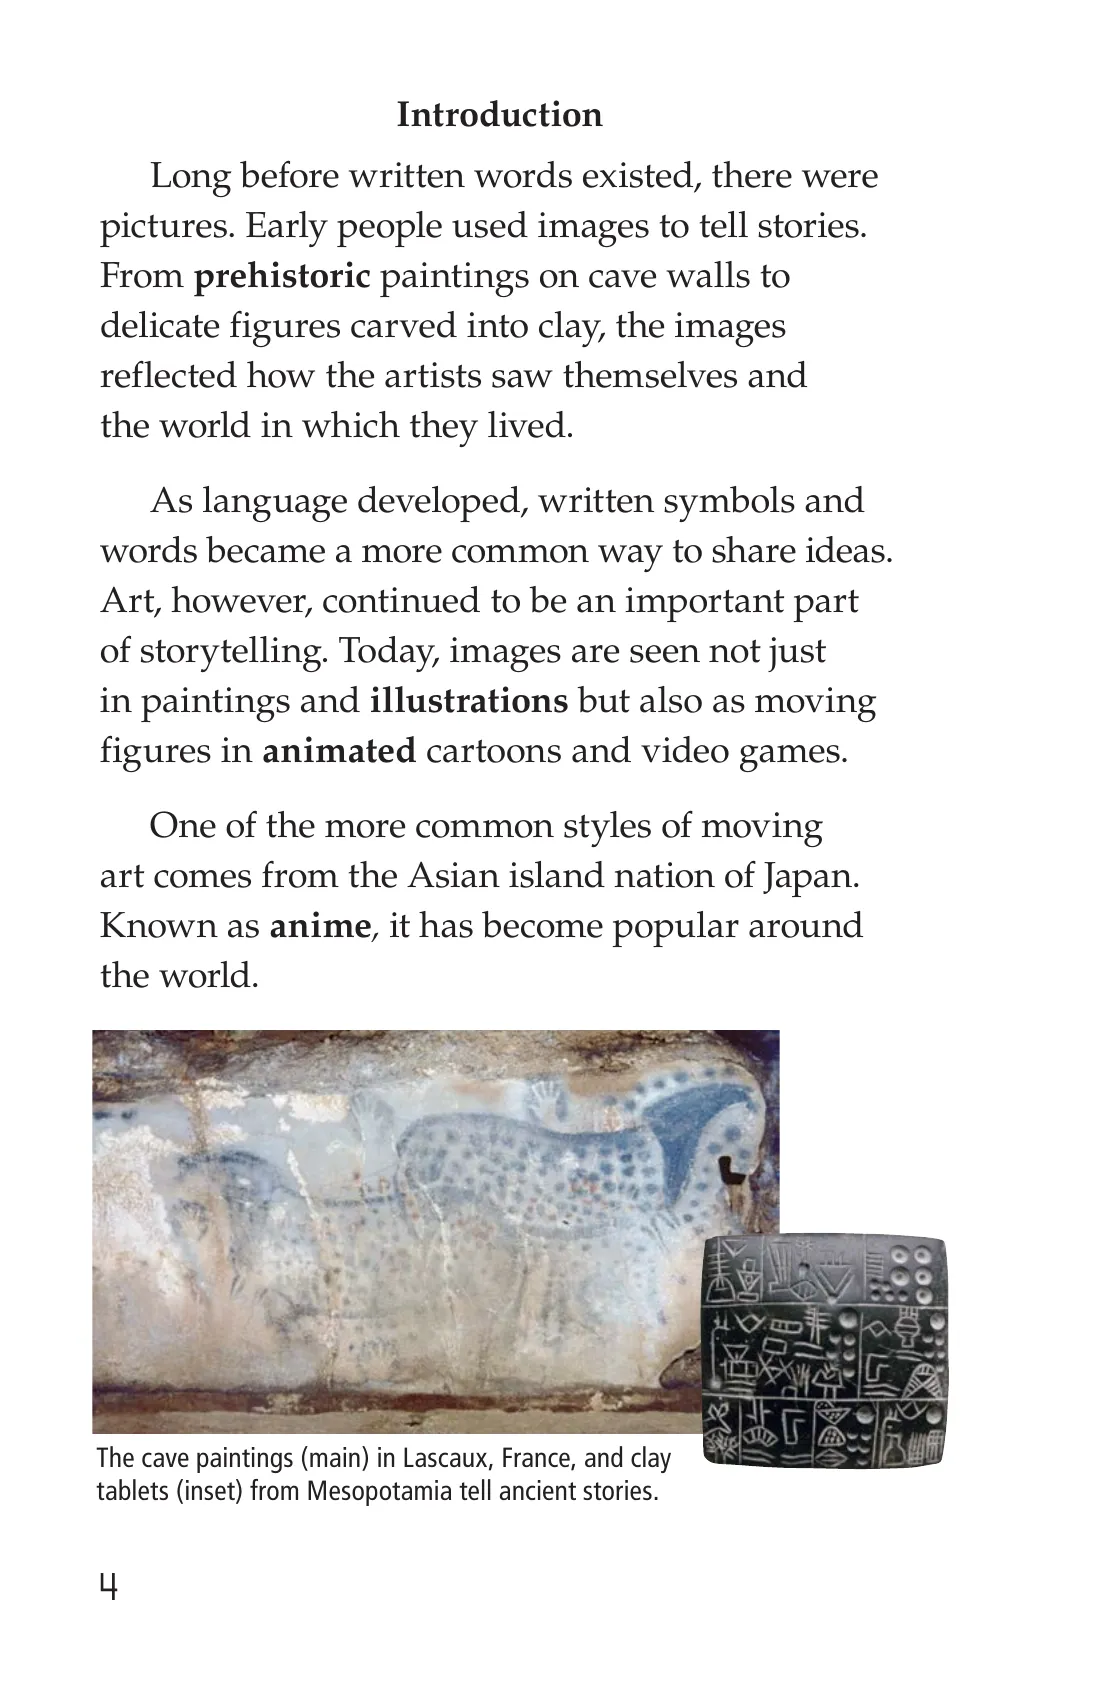 Introduction
Long before written words existed, there were
pictures. Early people used images to tell stories.
From prehistoric paintings on cave walls to
delicate figures carved into clay, the images
reflected how the artists saw themselves and
the world in which they lived.
As language developed, written symbols and
words became a more common way to share ideas.
Art, however, continued to be an important part
of storytelling. Today, images are seen not just
in paintings and illustrations but also as moving
figures in animated cartoons and video games.
One of the more common styles of moving
art comes from the Asian island nation of Japan.
Known as anime, it has become popular around
the world.
The cave paintings (main) in Lascaux, France, and clay
tablets (inset) from Mesopotamia tell ancient stories.
4